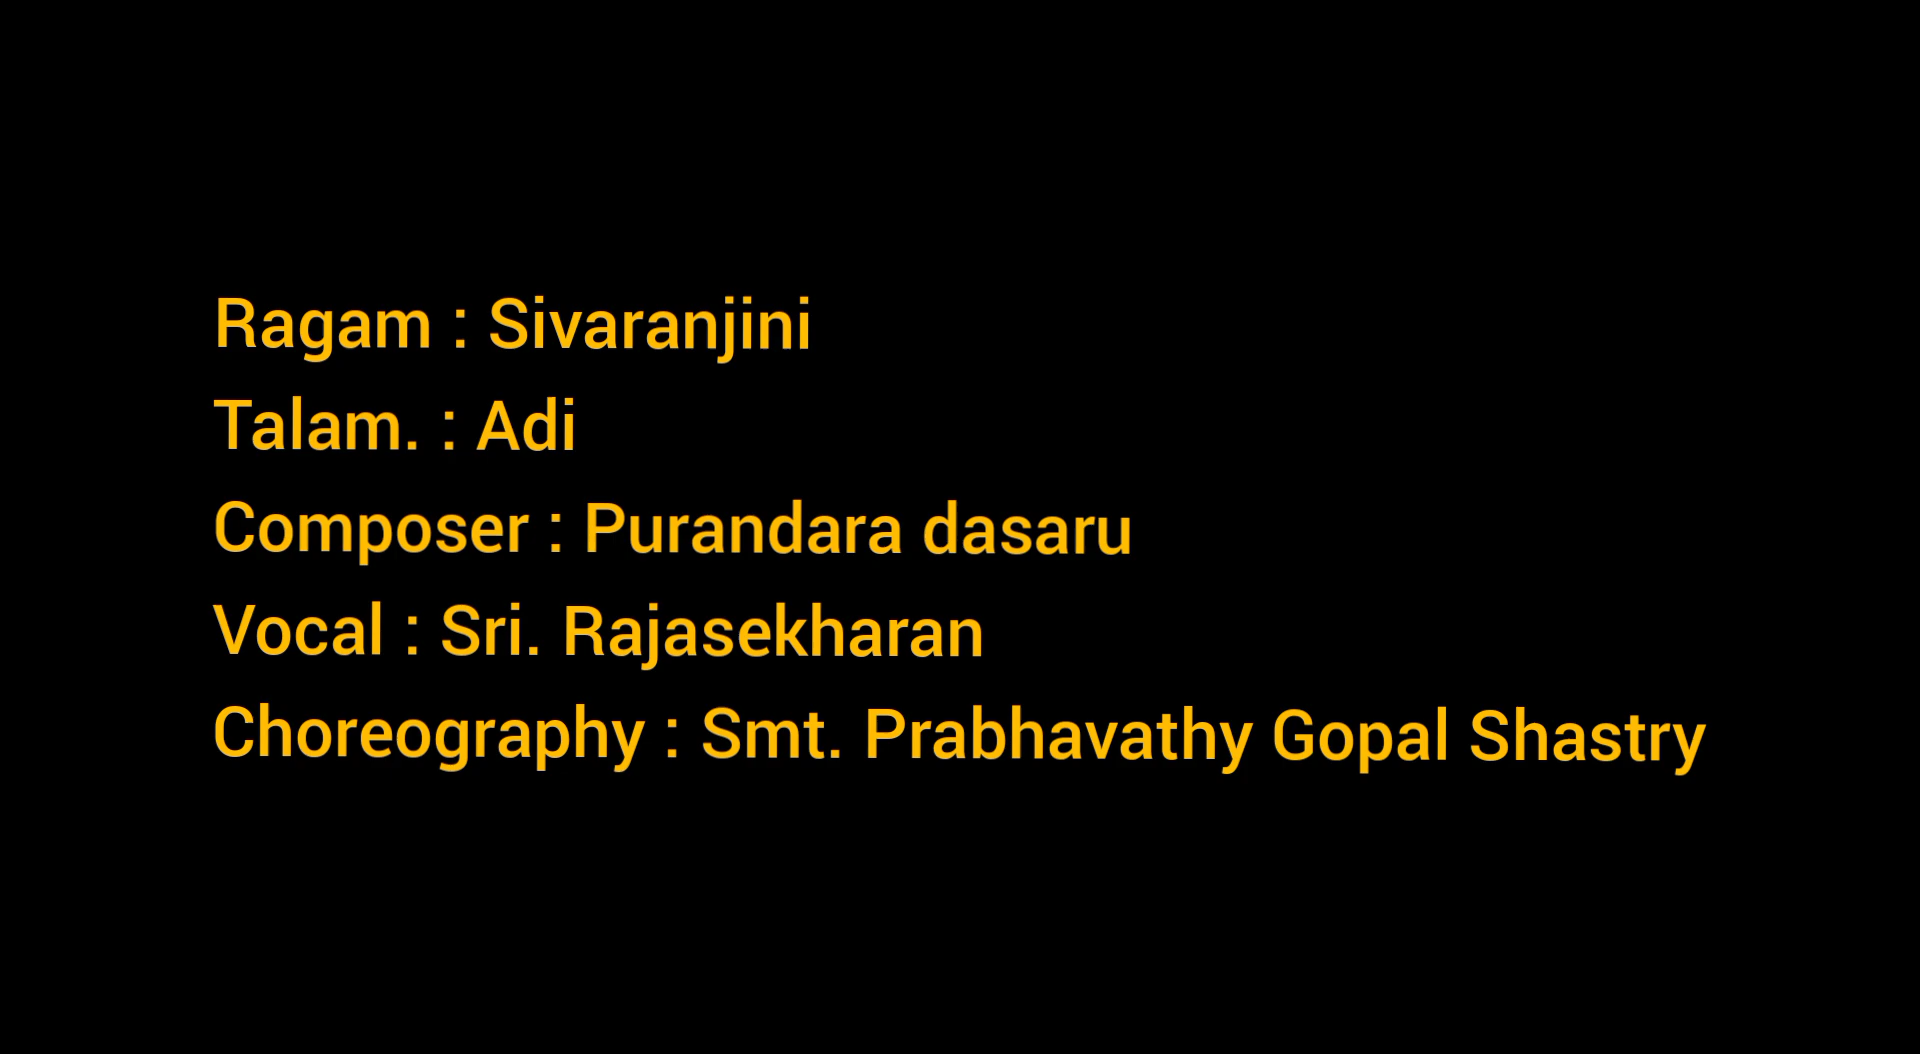 Ragam : Sivaranjini
Talam. : Adi
Composer : Purandara dasaru
Vocal : Sri. Rajasekharan
Choreography : Smt. Prabhavathy Gopal Shastry